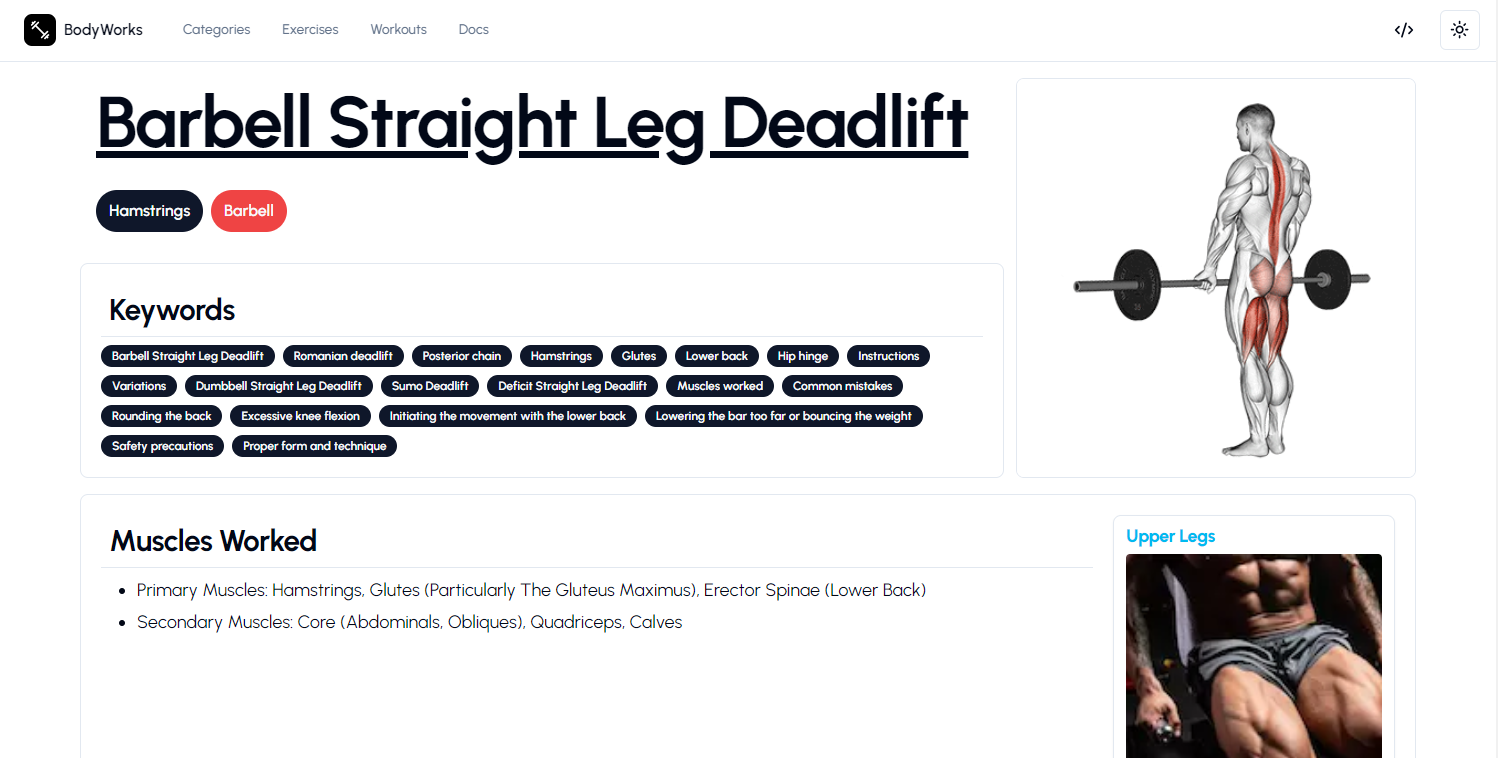 BodyWorks Categories Exercises Workouts Docs
Barbell Straight Leg Deadlift
Hamstrings Barbell
Keywords
Barbell Straight Leg Deadlift Romanian deadlift Posterior chain Hamstrings Glutes Lower back Hip hinge Instructions
Variations Dumbbell Straight Leg Deadlift Sumo Deadlift Deficit Straight Leg Deadlift Muscles worked Common mistakes
Rounding the back Excessive knee flexion Initiating the movement with the lower back Lowering the bar too far or bouncing the weight
Safety precautions Proper form and technique
Muscles Worked
Primary Muscles: Hamstrings, Glutes (Particularly The Gluteus Maximus), Erector Spinae (Lower Back)
Secondary Muscles: Core (Abdominals, Obliques), Quadriceps, Calves
Upper Legs